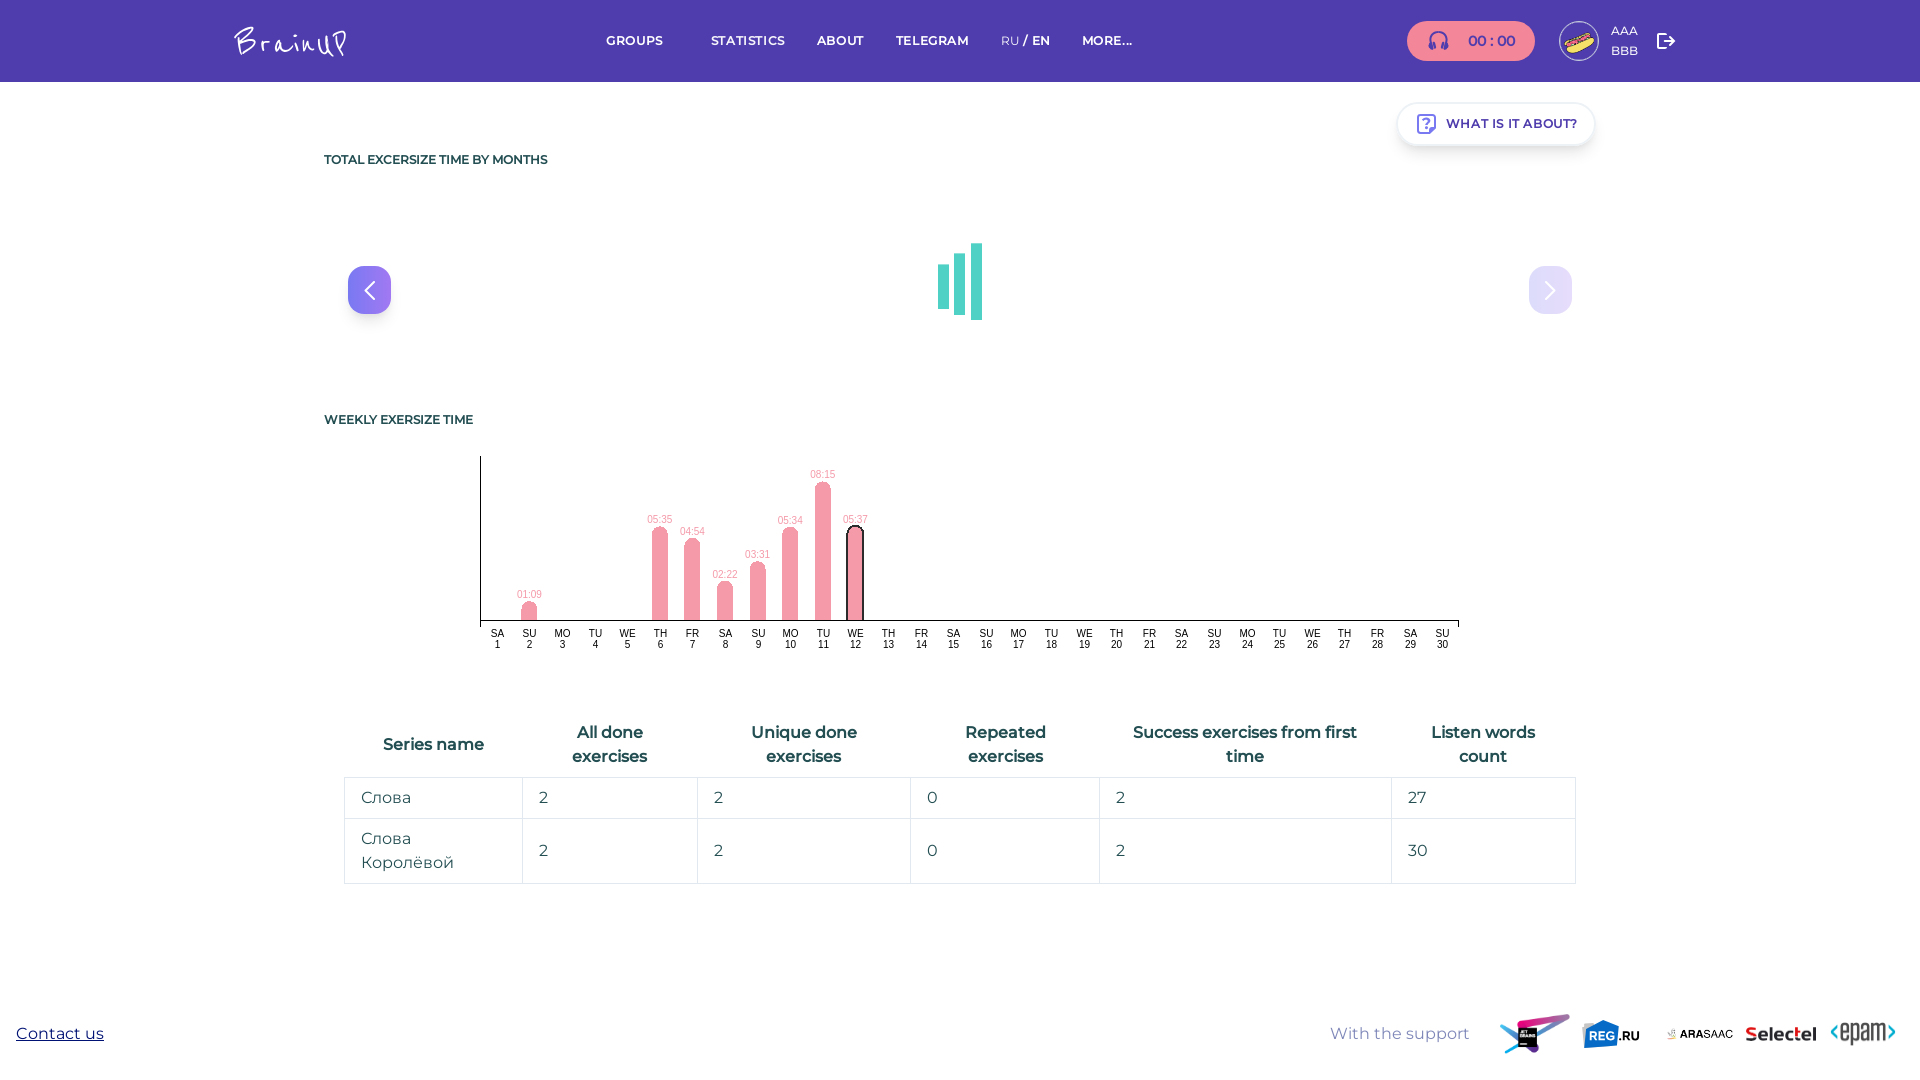 BrainUP
GROUPS STATISTICS ABOUT TELEGRAM RU / EN MORE...
00 : 00
AAA
BBB
WHAT IS IT ABOUT?
TOTAL EXCERSIZE TIME BY MONTHS
WEEKLY EXERSIZE TIME
01:09 05:35 04:54 02:22 03:31 05:34 08:15 05:37
SA SU MO TU WE TH FR SA SU MO TU WE TH FR SA SU MO TU WE TH FR SA SU MO TU WE TH FR SA SU
1 2 3 4 5 6 7 8 9 10 11 12 13 14 15 16 17 18 19 20 21 22 23 24 25 26 27 28 29 30
Series name All done exercises Unique done exercises Repeated exercises Success exercises from first time Listen words count
Слова 2 2 0 2 27
Слова Королёвой 2 2 0 2 30
Contact us
With the support
REG.RU
ARASAAC
Selectel
<epam>